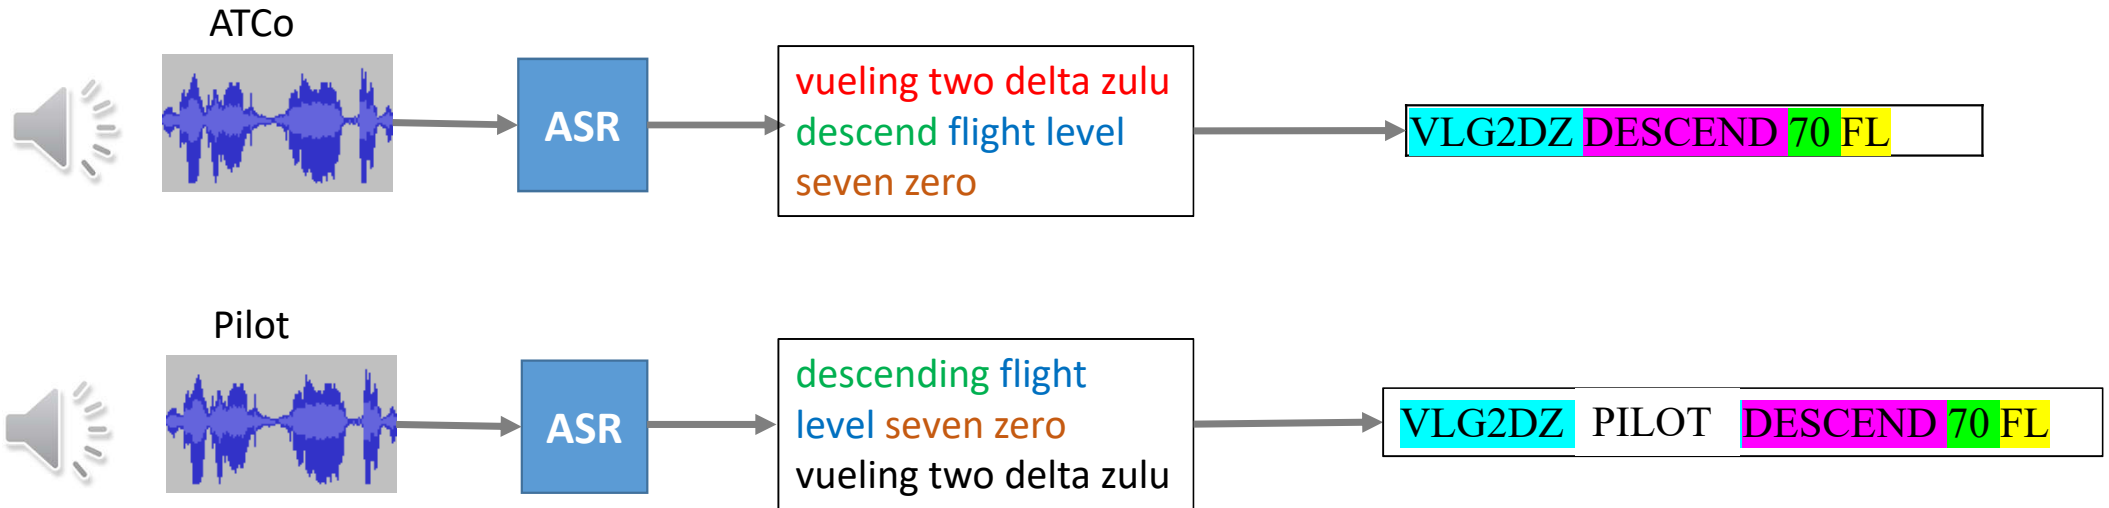 ATCo
ASR
vueling two delta zulu
descend flight level
seven zero
VLG2DZ DESCEND 70 FL
Pilot
ASR
descending flight
level seven zero
vueling two delta zulu
VLG2DZ PILOT DESCEND 70 FL